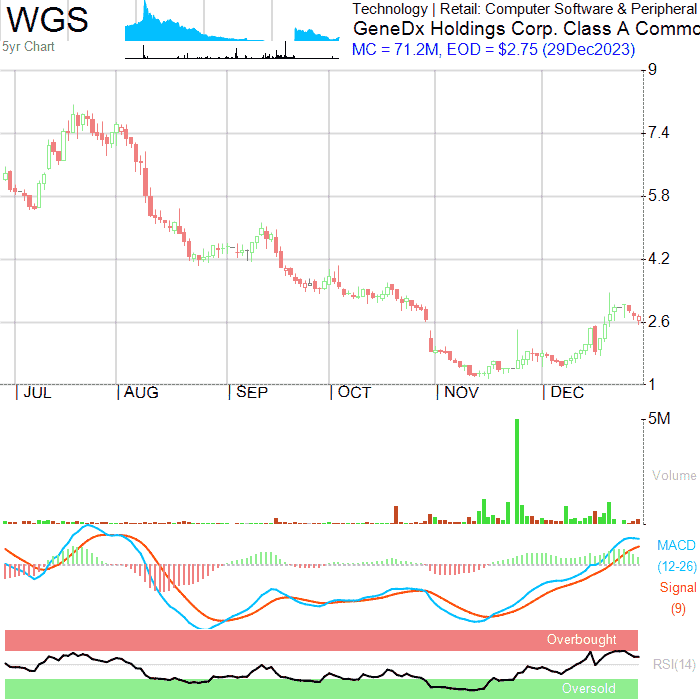 WGS
5yr Chart
Technology | Retail: Computer Software & Peripheral
GeneDx Holdings Corp. Class A Commo
MC = 71.2M, EOD = $2.75 (29Dec2023)
9
7.4
5.8
4.2
2.6
1
JUL AUG SEP OCT NOV DEC
5M
Volume
MACD
(12-26)
Signal
(9)
Overbought
RSI(14)
Oversold